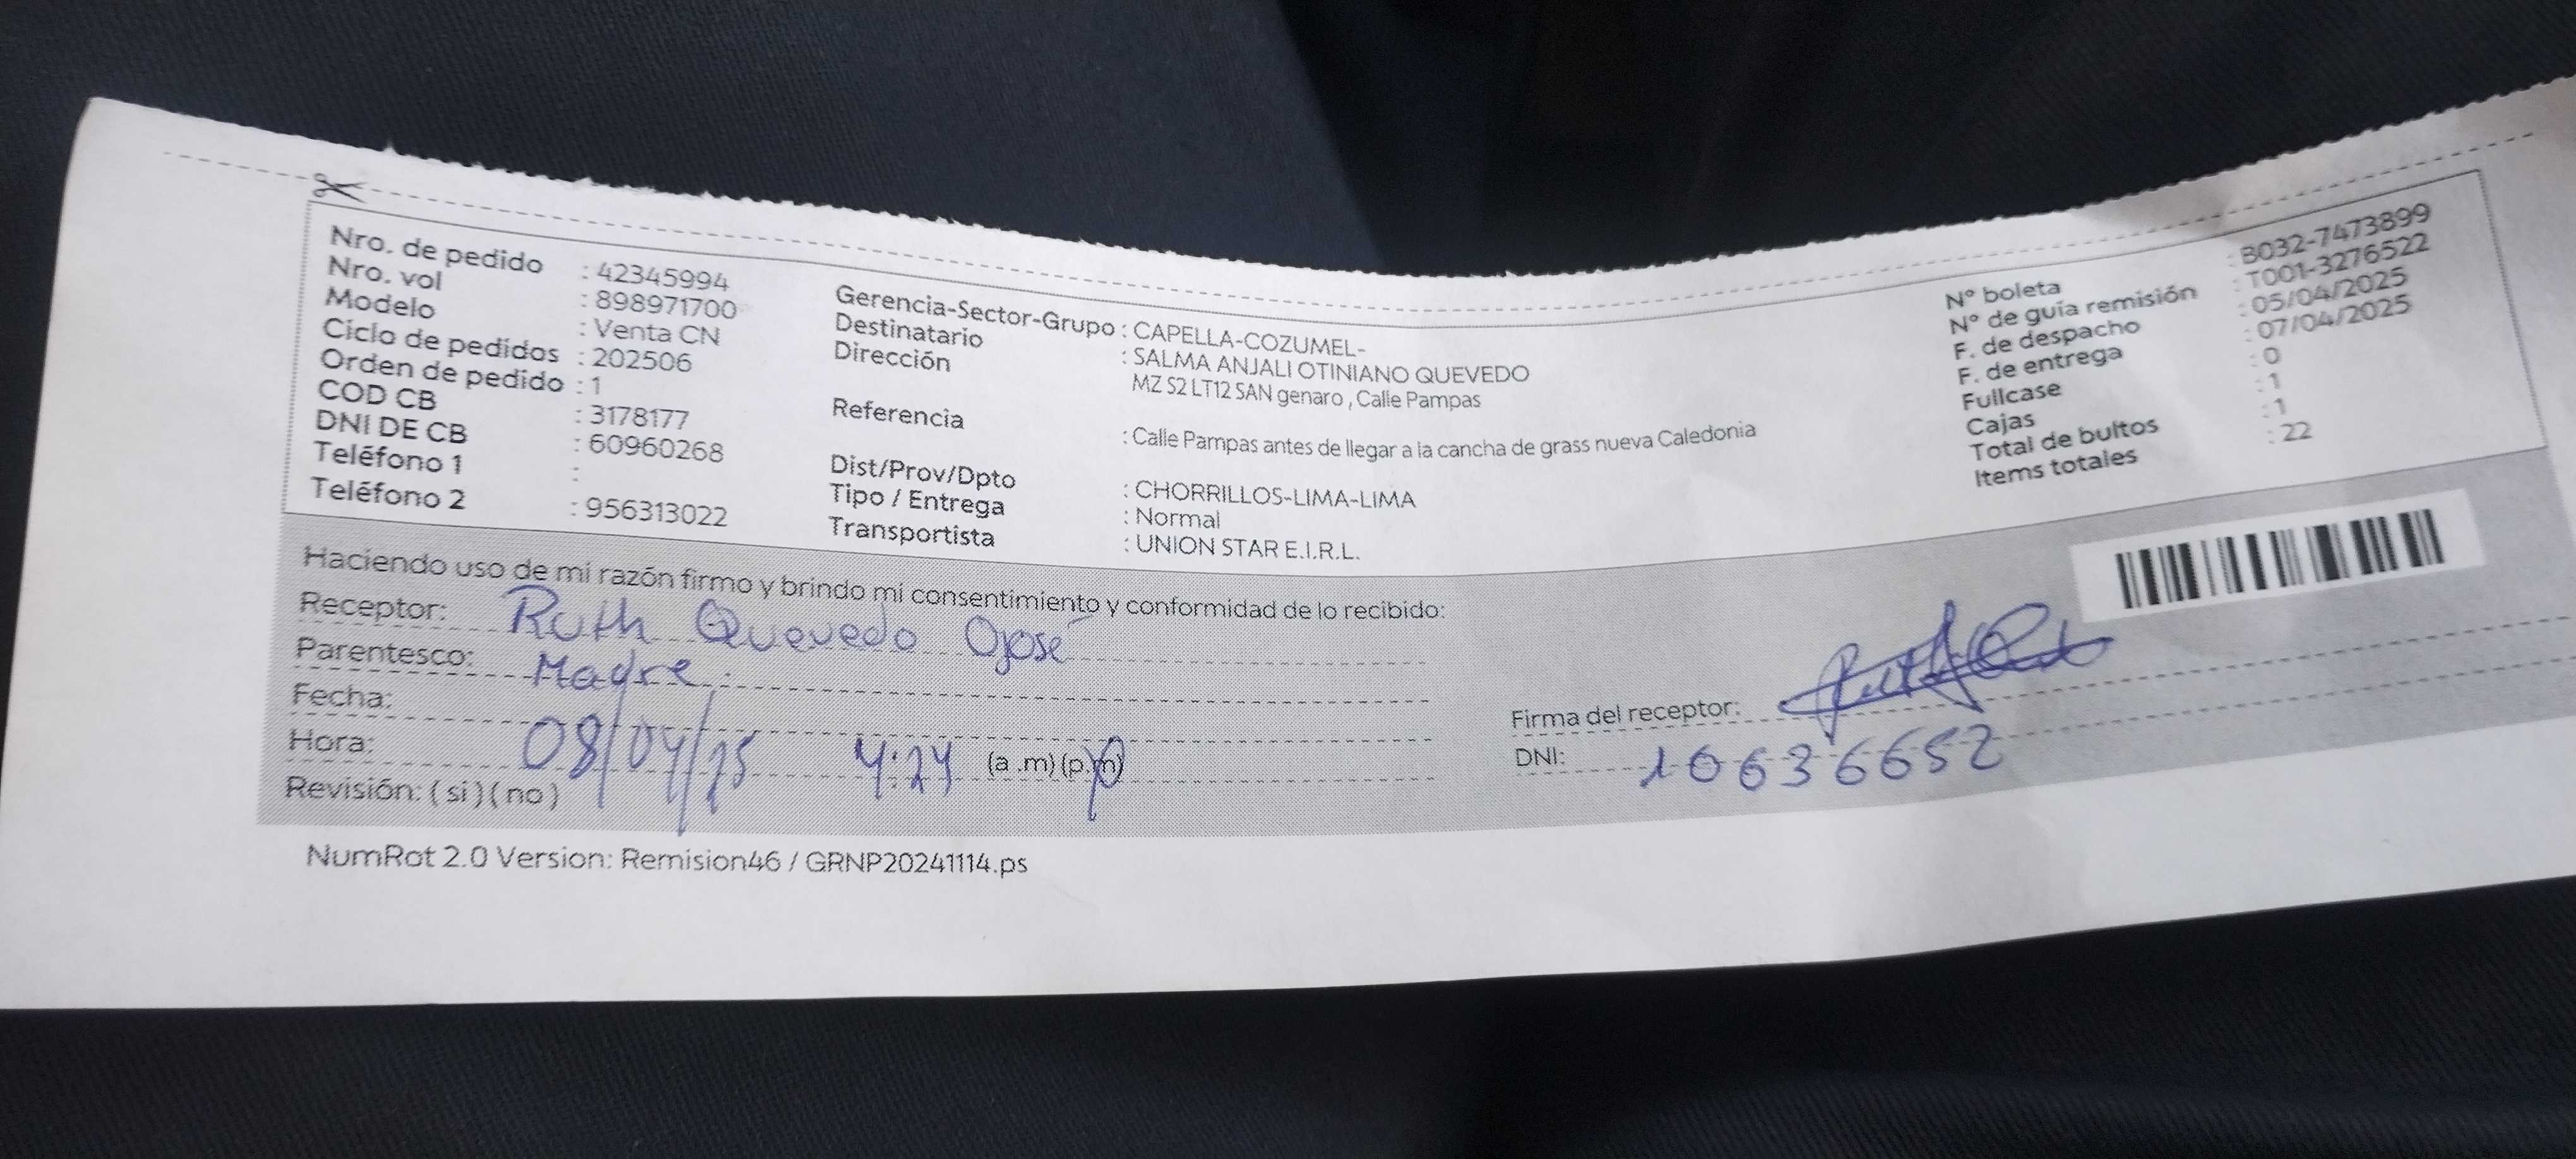 Nro. de pedido : 42345994
Nro. vol : 898971700
Modelo : Venta CN
Ciclo de pedidos : 202506
Orden de pedido : 1
COD CB : 3178177
DNI DE CB : 60960268
Teléfono 1 :
Teléfono 2 : 956313022
Gerencia-Sector-Grupo : CAPELLA-COZUMEL-
Destinatario : SALMA ANJALI OTINIANO QUEVEDO
Dirección MZ S2 LT12 SAN genaro , Calle Pampas
Referencia : Calle Pampas antes de llegar a la cancha de grass nueva Caledonia
Dist/Prov/Dpto : CHORRILLOS-LIMA-LIMA
Tipo / Entrega : Normal
Transportista : UNION STAR E.I.R.L.
N° boleta : B032-7473899
N° de guía remisión : T001-3276522
F. de despacho : 05/04/2025
F. de entrega : 07/04/2025
Fullcase : 0
Cajas : 1
Total de bultos : 1
Items totales : 22
Haciendo uso de mi razón firmo y brindo mi consentimiento y conformidad de lo recibido:
Receptor: Ruth Quevedo Ojosé
Parentesco: Madre.
Fecha: 08/04/25
Hora: 4:24 (a .m) (p.m)
Revisión: ( si ) ( no )
Firma del receptor:
DNI: 10636652
NumRot 2.0 Version: Remision46 / GRNP20241114.ps